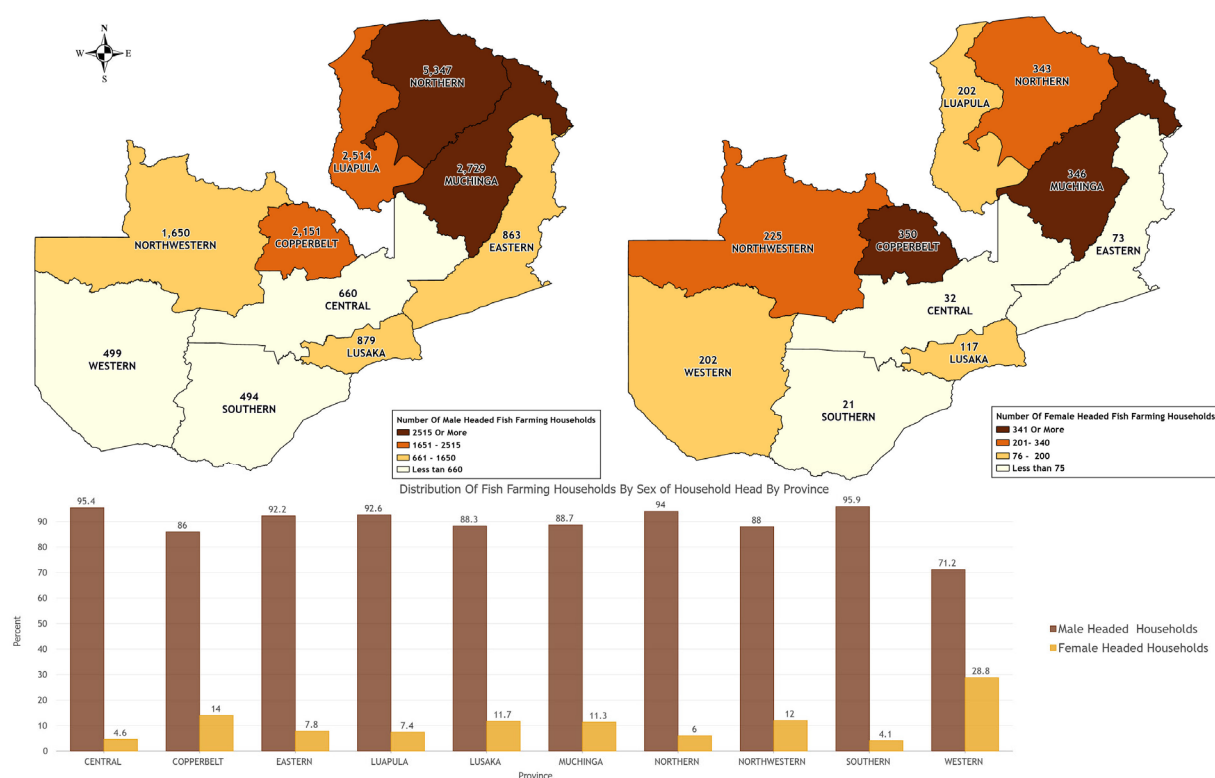 N
W E
S
5,347
NORTHERN
2,514
LUAPULA
2,729
MUCHINGA
1,650
NORTHWESTERN
2,151
COPPERBELT
863
EASTERN
660
CENTRAL
879
LUSAKA
499
WESTERN
494
SOUTHERN
Number Of Male Headed Fish Farming Households
2515 Or More
1651 - 2515
661 - 1650
Less tan 660
343
NORTHERN
202
LUAPULA
346
MUCHINGA
225
NORTHWESTERN
350
COPPERBELT
73
EASTERN
32
CENTRAL
117
LUSAKA
202
WESTERN
21
SOUTHERN
Number Of Female Headed Fish Farming Households
341 Or More
201- 340
76 - 200
Less than 75
Distribution Of Fish Farming Households By Sex of Household Head By Province
Percent
90
80
70
60
50
40
30
20
10
0
95.4
4.6
86
14
92.2
7.8
92.6
7.4
88.3
11.7
88.7
11.3
94
6
88
12
95.9
4.1
71.2
28.8
CENTRAL COPPERBELT EASTERN LUAPULA LUSAKA MUCHINGA NORTHERN NORTHWESTERN SOUTHERN WESTERN
Province
Male Headed Households
Female Headed Households